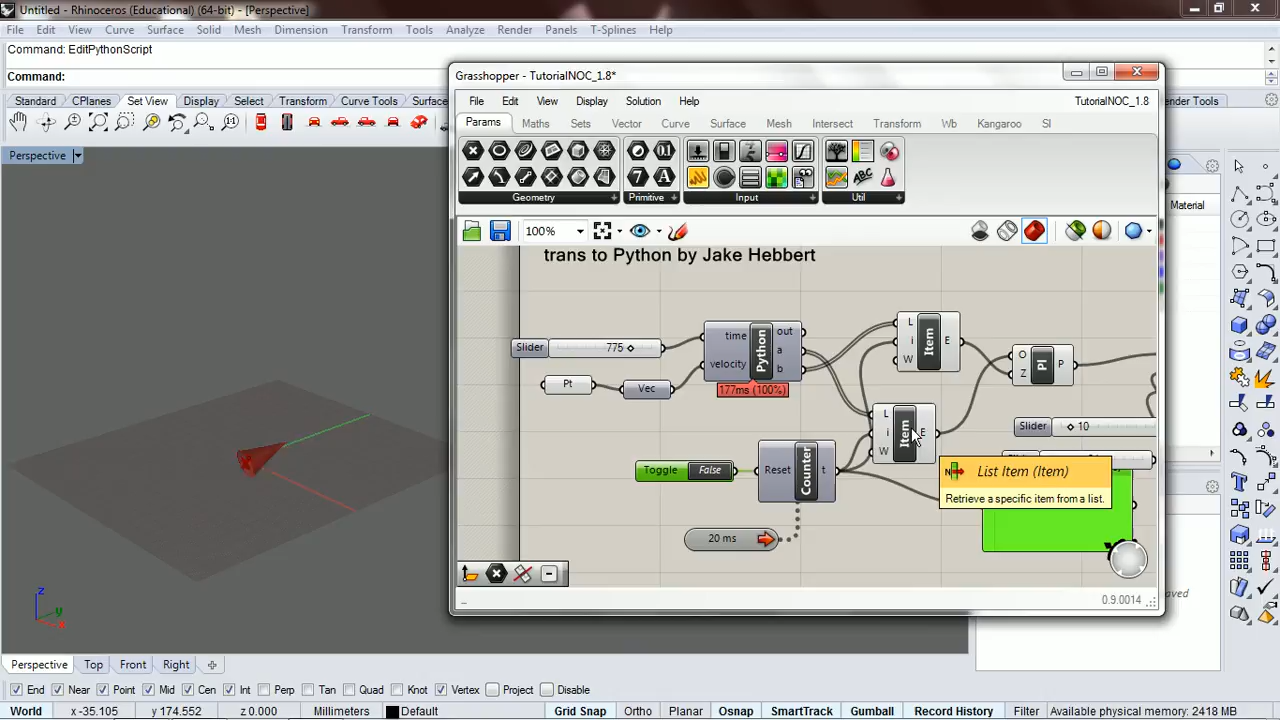 Untitled - Rhinoceros (Educational) (64-bit) - [Perspective]
File Edit View Curve Surface Solid Mesh Dimension Transform Tools Analyze Render Panels T-Splines Help
Command: EditPythonScript
Command:
Standard CPlanes Set View Display Select Transform Curve Tools Surface
der Tools
Perspective
Material
Grasshopper - TutorialNOC_1.8*
File Edit View Display Solution Help
TutorialNOC_1.8
Params Maths Sets Vector Curve Surface Mesh Intersect Transform Wb Kangaroo SI
Geometry Primitive Input Util
100%
trans to Python by Jake Hebbert
Slider 775
time
velocity
Python
out
a
b
177ms (100%)
Pt
Vec
L
i
W
Item
E
L
i
W
Item
E
O
Z
Pl
P
Slider 10
Toggle False
Reset
Counter
t
20 ms
List Item (Item)
Retrieve a specific item from a list.
0.9.0014
aved
z
y
x
Perspective Top Front Right
End Near Point Mid Cen Int Perp Tan Quad Knot Vertex Project Disable
World x -35.105 y 174.552 z 0.000 Millimeters Default Grid Snap Ortho Planar Osnap SmartTrack Gumball Record History Filter Available physical memory: 2418 MB